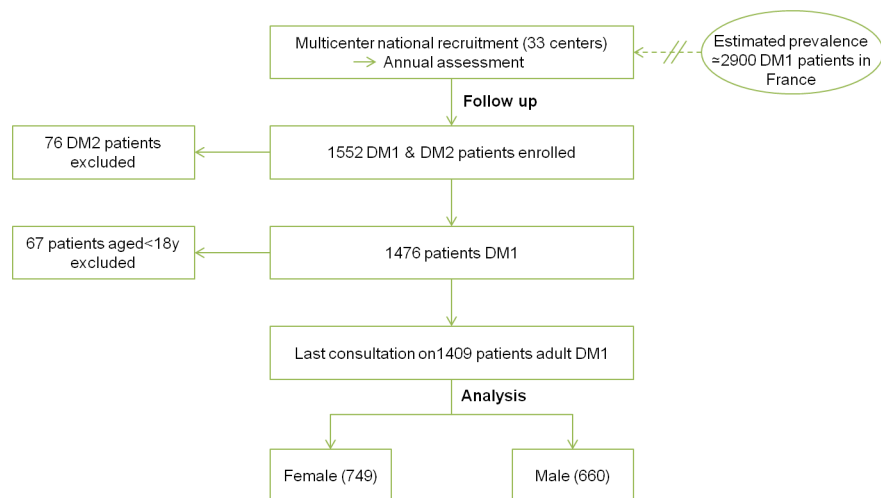 Multicenter national recruitment (33 centers)
Annual assessment
Estimated prevalence
≃2900 DM1 patients in
France
Follow up
76 DM2 patients
excluded
1552 DM1 & DM2 patients enrolled
67 patients aged<18y
excluded
1476 patients DM1
Last consultation on1409 patients adult DM1
Analysis
Female (749)
Male (660)